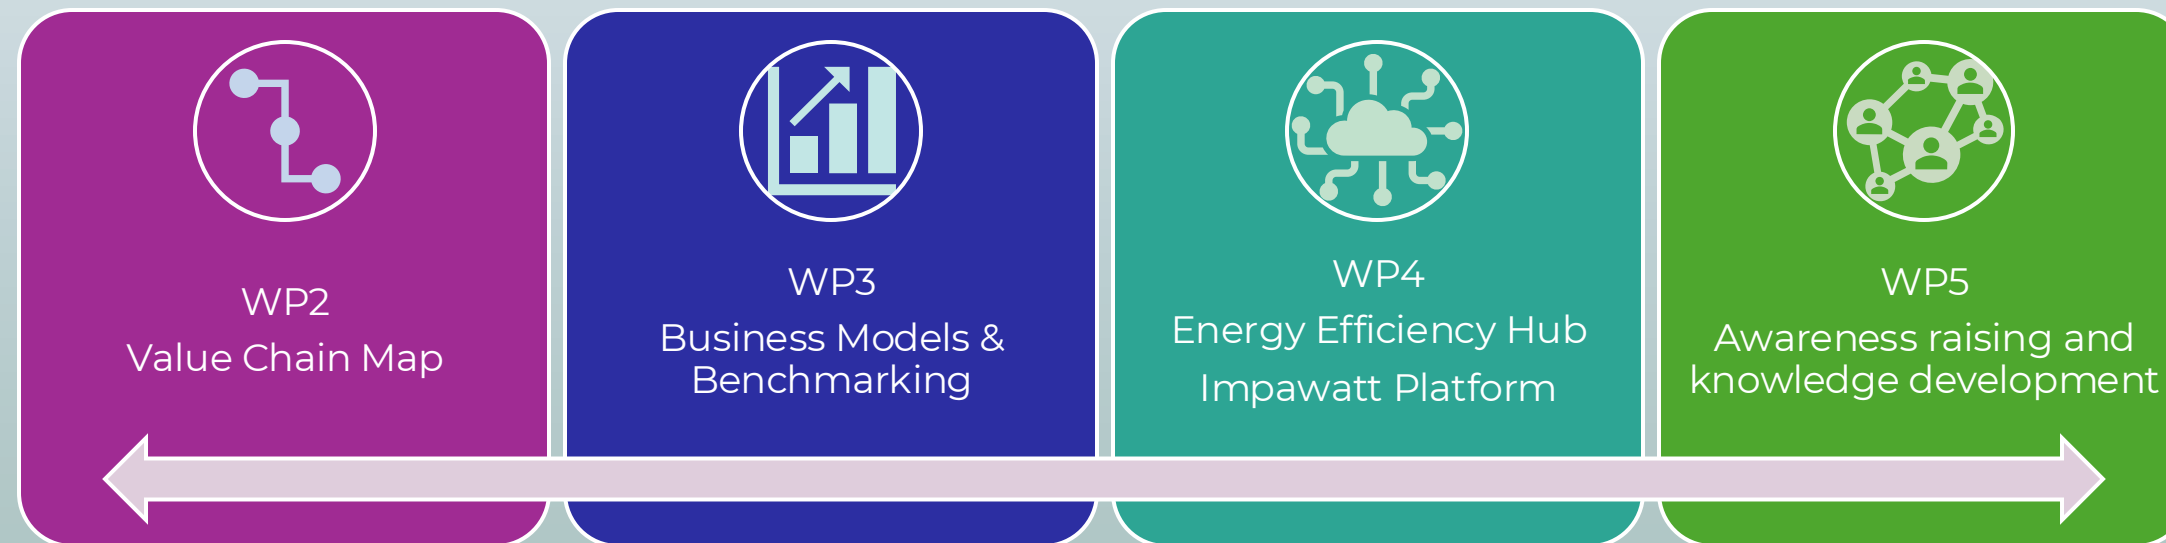 WP2
Value Chain Map
WP3
Business Models &
Benchmarking
WP4
Energy Efficiency Hub
Impawatt Platform
WP5
Awareness raising and
knowledge development